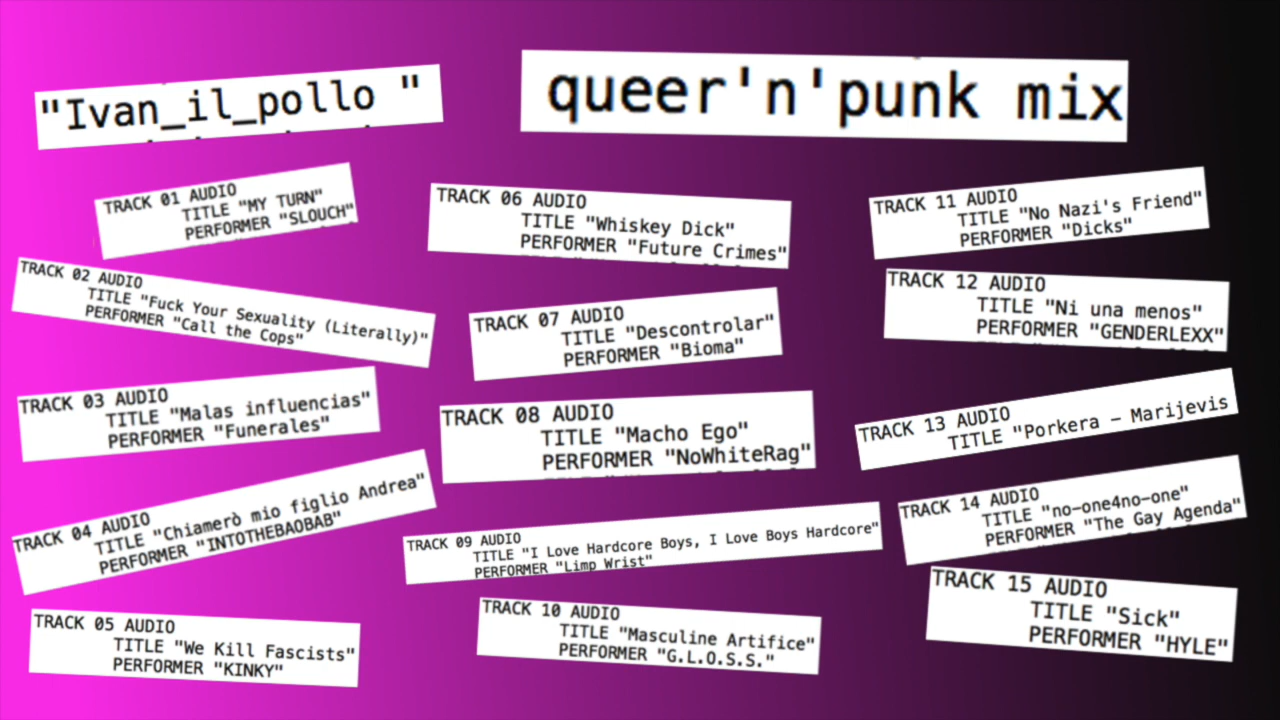 "Ivan_il_pollo "
queer'n'punk mix
TRACK 01 AUDIO
TITLE "MY TURN"
PERFORMER "SLOUCH"
TRACK 02 AUDIO
TITLE "Fuck Your Sexuality (Literally)"
PERFORMER "Call the Cops"
TRACK 03 AUDIO
TITLE "Malas influencias"
PERFORMER "Funerales"
TRACK 04 AUDIO
TITLE "Chiamerò mio figlio Andrea"
PERFORMER "INTOTHEBAOBAB"
TRACK 05 AUDIO
TITLE "We Kill Fascists"
PERFORMER "KINKY"
TRACK 06 AUDIO
TITLE "Whiskey Dick"
PERFORMER "Future Crimes"
TRACK 07 AUDIO
TITLE "Descontrolar"
PERFORMER "Bioma"
TRACK 08 AUDIO
TITLE "Macho Ego"
PERFORMER "NoWhiteRag"
TRACK 09 AUDIO
TITLE "I Love Hardcore Boys, I Love Boys Hardcore"
PERFORMER "Limp Wrist"
TRACK 10 AUDIO
TITLE "Masculine Artifice"
PERFORMER "G.L.O.S.S."
TRACK 11 AUDIO
TITLE "No Nazi's Friend"
PERFORMER "Dicks"
TRACK 12 AUDIO
TITLE "Ni una menos"
PERFORMER "GENDERLEXX"
TRACK 13 AUDIO
TITLE "Porkera – Marijevis
TRACK 14 AUDIO
TITLE "no-one4no-one"
PERFORMER "The Gay Agenda"
TRACK 15 AUDIO
TITLE "Sick"
PERFORMER "HYLE"